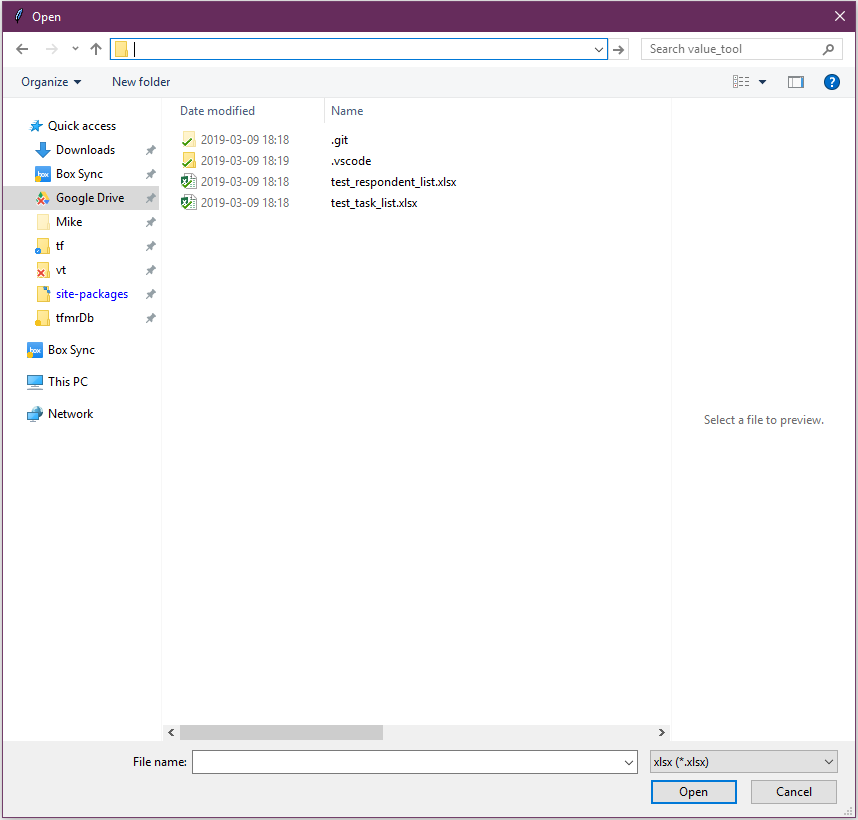 Open
Search value_tool
Organize New folder
?
Date modified Name
Quick access
Downloads
Box Sync
Google Drive
Mike
tf
vt
site-packages
tfmrDb
Box Sync
This PC
Network
2019-03-09 18:18 .git
2019-03-09 18:19 .vscode
2019-03-09 18:18 test_respondent_list.xlsx
2019-03-09 18:18 test_task_list.xlsx
Select a file to preview.
File name: xlsx (*.xlsx)
Open Cancel